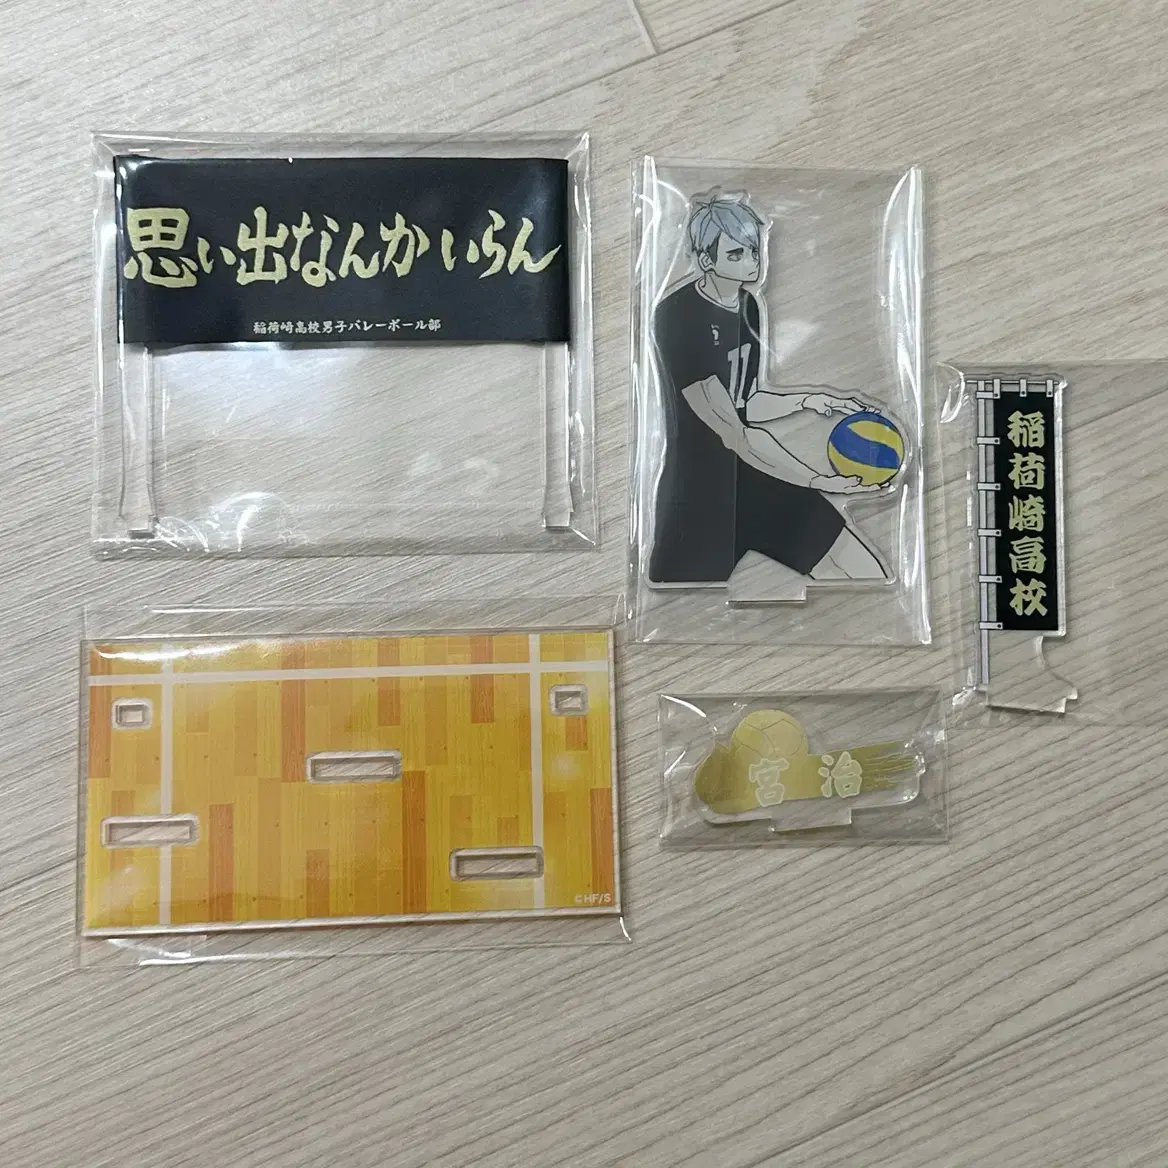 思い出なんかいらん
稲荷崎高校男子バレーボール部
11
稲荷崎高校
宮 治
©HF/S